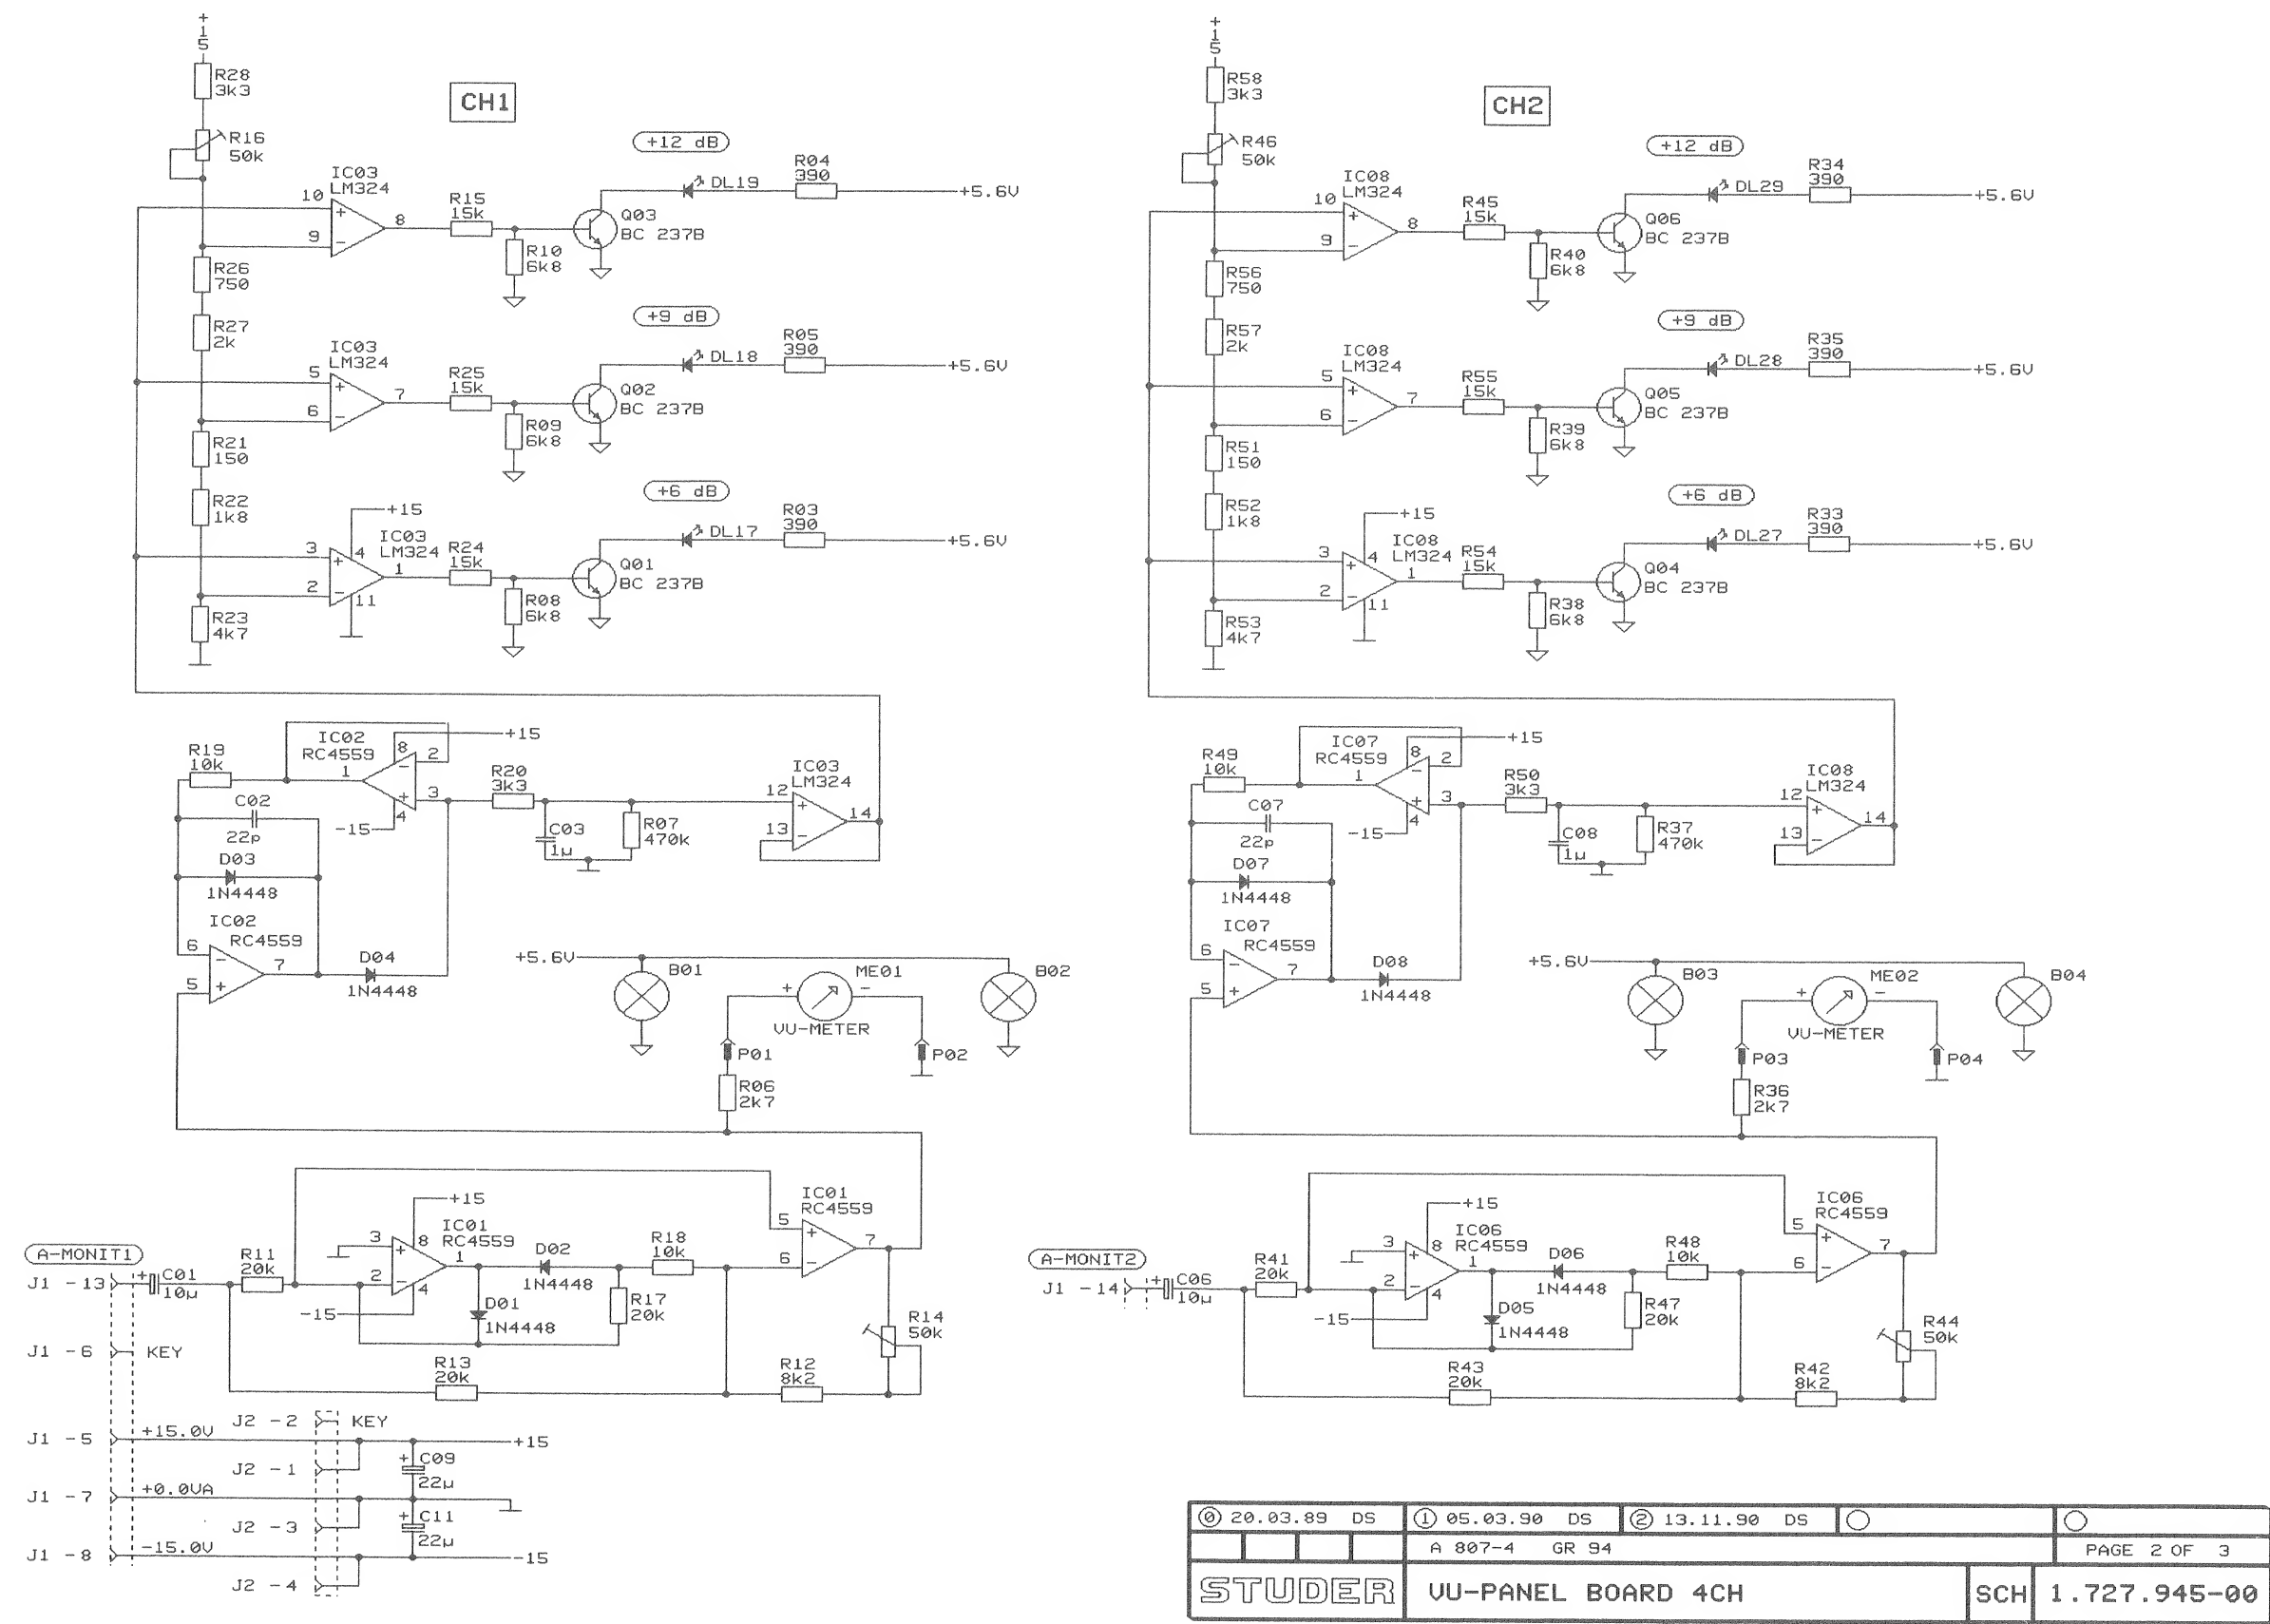 +
15
R28
3k3
R16
50k
CH1
+12 dB
IC03
LM324
10
9
8
R15
15k
R10
6k8
Q03
BC 237B
DL19
R04
390
+5.6V
R26
750
R27
2k
+9 dB
IC03
LM324
5
6
7
R25
15k
R09
6k8
Q02
BC 237B
DL18
R05
390
+5.6V
R21
150
R22
1k8
+6 dB
+15
IC03
LM324
3
4
2
1
11
R24
15k
R08
6k8
Q01
BC 237B
DL17
R03
390
+5.6V
R23
4k7
R19
10k
IC02
RC4559
+15
8
2
1
3
4
-15
C02
22p
D03
1N4448
IC02
RC4559
6
5
7
D04
1N4448
R20
3k3
C03
1µ
R07
470k
IC03
LM324
12
13
14
+5.6V
B01
ME01
VU-METER
+
-
B02
P01
P02
R06
2k7
A-MONIT1
J1 -13
+
C01
10µ
R11
20k
+15
IC01
RC4559
3
8
2
1
4
-15
D02
1N4448
D01
1N4448
R18
10k
R17
20k
IC01
RC4559
5
6
7
R14
50k
R13
20k
R12
8k2
J1 -6
KEY
J2 -2
KEY
J1 -5
+15.0V
+15
J2 -1
+
C09
22µ
J1 -7
+0.0VA
J2 -3
+
C11
22µ
J1 -8
-15.0V
-15
J2 -4
+
15
R58
3k3
R46
50k
CH2
+12 dB
IC08
LM324
10
9
8
R45
15k
R40
6k8
Q06
BC 237B
DL29
R34
390
+5.6V
R56
750
R57
2k
+9 dB
IC08
LM324
5
6
7
R55
15k
R39
6k8
Q05
BC 237B
DL28
R35
390
+5.6V
R51
150
R52
1k8
+6 dB
+15
IC08
LM324
3
4
2
1
11
R54
15k
R38
6k8
Q04
BC 237B
DL27
R33
390
+5.6V
R53
4k7
R49
10k
IC07
RC4559
+15
8
2
1
3
4
-15
C07
22p
D07
1N4448
IC07
RC4559
6
5
7
D08
1N4448
R50
3k3
C08
1µ
R37
470k
IC08
LM324
12
13
14
+5.6V
B03
ME02
VU-METER
+
-
B04
P03
P04
R36
2k7
A-MONIT2
J1 -14
+
C06
10µ
R41
20k
+15
IC06
RC4559
3
8
2
1
4
-15
D06
1N4448
D05
1N4448
R48
10k
R47
20k
IC06
RC4559
5
6
7
R44
50k
R43
20k
R42
8k2
0 20.03.89 DS
1 05.03.90 DS
2 13.11.90 DS
A 807-4 GR 94
PAGE 2 OF 3
STUDER
VU-PANEL BOARD 4CH
SCH
1.727.945-00